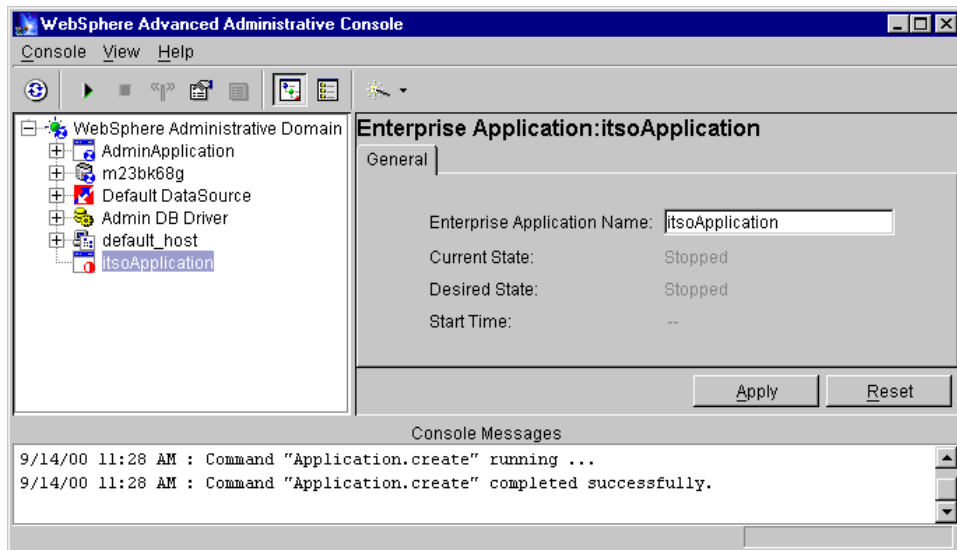 WebSphere Advanced Administrative Console
Console View Help
WebSphere Administrative Domain
AdminApplication
m23bk68g
Default DataSource
Admin DB Driver
default_host
itsoApplication
Enterprise Application:itsoApplication
General
Enterprise Application Name: itsoApplication
Current State: Stopped
Desired State: Stopped
Start Time: --
Apply Reset
Console Messages
9/14/00 11:28 AM : Command "Application.create" running ...
9/14/00 11:28 AM : Command "Application.create" completed successfully.